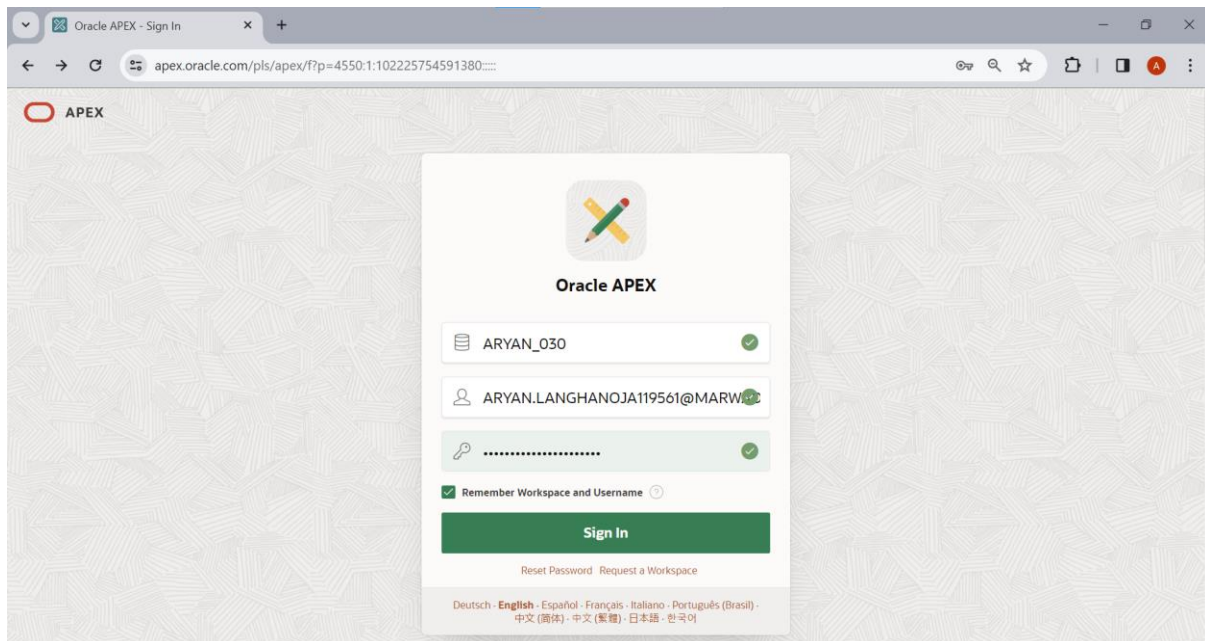 Oracle APEX - Sign In
apex.oracle.com/pls/apex/f?p=4550:1:102225754591380:::::
A
APEX
Oracle APEX
ARYAN_030
ARYAN.LANGHANOJA119561@MARW
••••••••••••••••••••••
Remember Workspace and Username ?
Sign In
Reset Password Request a Workspace
Deutsch · English · Español · Français · Italiano · Português (Brasil) ·
中文 (简体) · 中文 (繁體) · 日本語 · 한국어